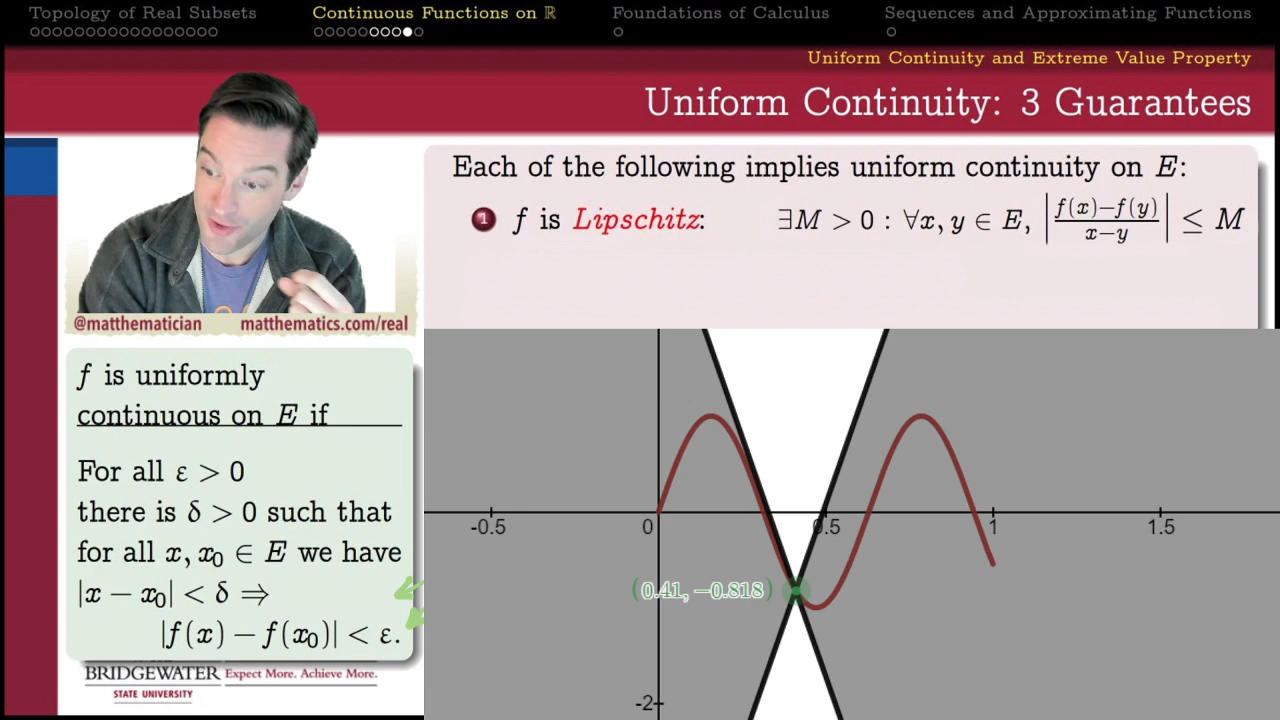 Topology of Real Subsets Continuous Functions on ℝ Foundations of Calculus Sequences and Approximating Functions
Uniform Continuity and Extreme Value Property
Uniform Continuity: 3 Guarantees
Each of the following implies uniform continuity on E:
1 f is Lipschitz: ∃M > 0 : ∀x, y ∈ E, |f(x)−f(y) / x−y| ≤ M
@matthematician matthematics.com/real
f is uniformly
continuous on E if
For all ε > 0
there is δ > 0 such that
for all x, x₀ ∈ E we have
|x − x₀| < δ ⇒
|f(x) − f(x₀)| < ε.
BRIDGEWATER Expect More. Achieve More.
STATE UNIVERSITY
-0.5 0 0.5 1 1.5
(0.41, −0.818)
-2